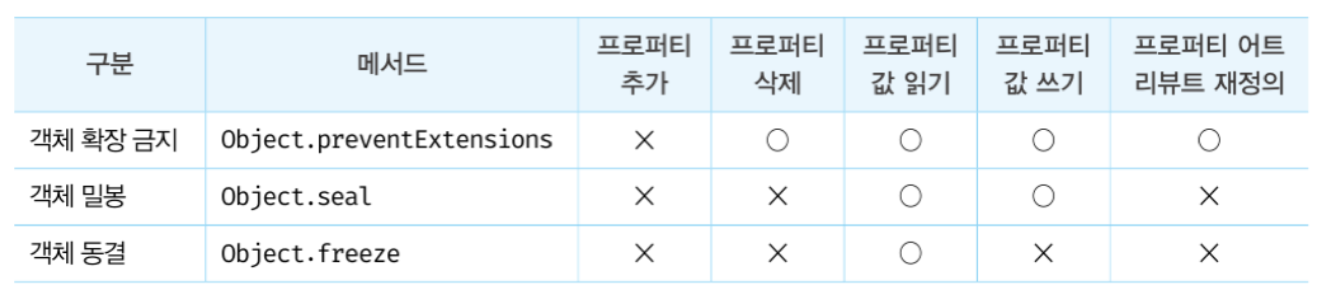 구분 메서드 프로퍼티 추가 프로퍼티 삭제 프로퍼티 값 읽기 프로퍼티 값 쓰기 프로퍼티 어트리뷰트 재정의
객체 확장 금지 Object.preventExtensions × ○ ○ ○ ○
객체 밀봉 Object.seal × × ○ ○ ×
객체 동결 Object.freeze × × ○ × ×